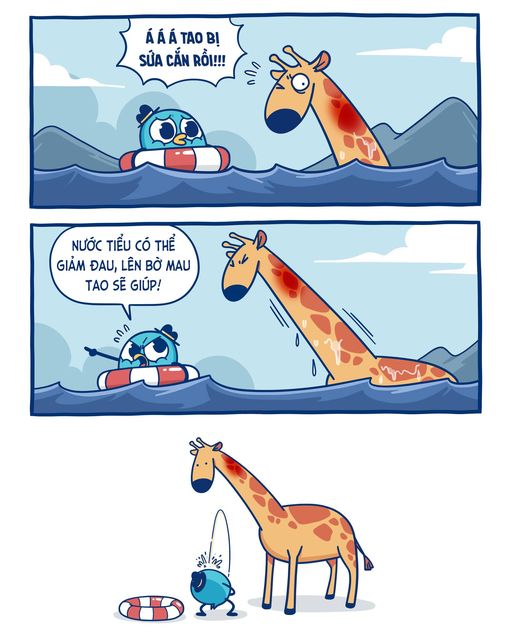 Á Á Á TAO BỊ
SỨA CẮN RỒI!!!
NƯỚC TIỂU CÓ THỂ
GIẢM ĐAU, LÊN BỜ MAU
TAO SẼ GIÚP!